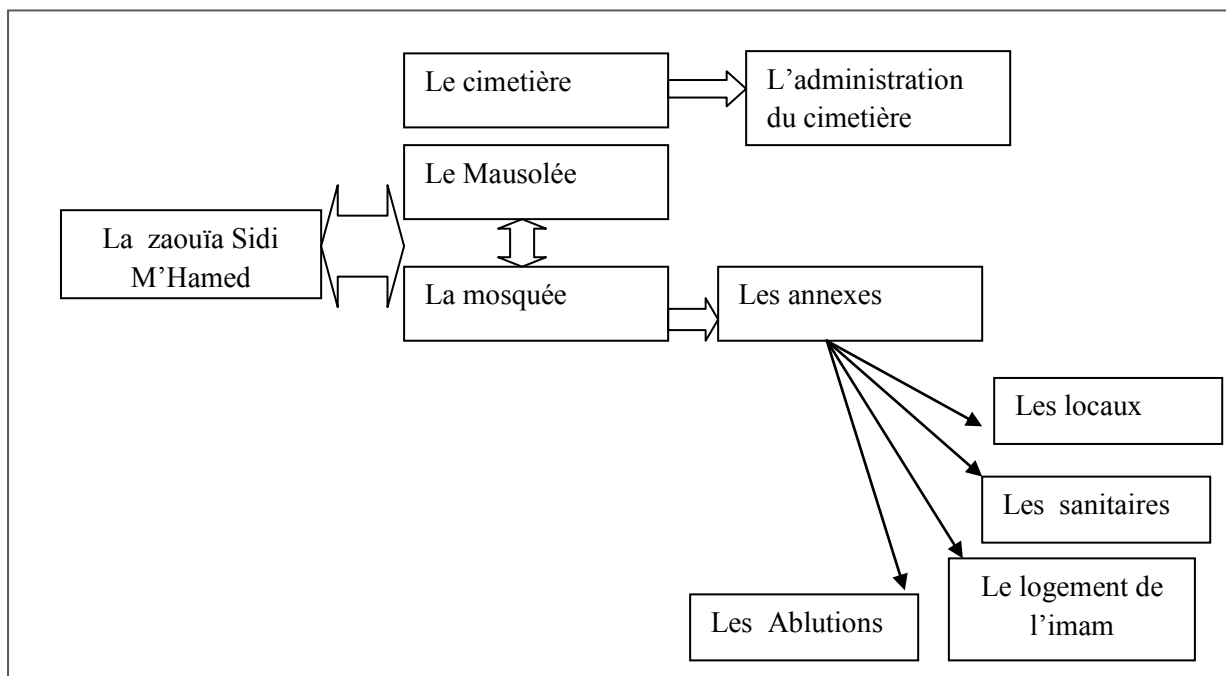 Le cimetière
L’administration
du cimetière
Le Mausolée
La zaouïa Sidi
M’Hamed
La mosquée
Les annexes
Les locaux
Les sanitaires
Le logement de
l’imam
Les Ablutions